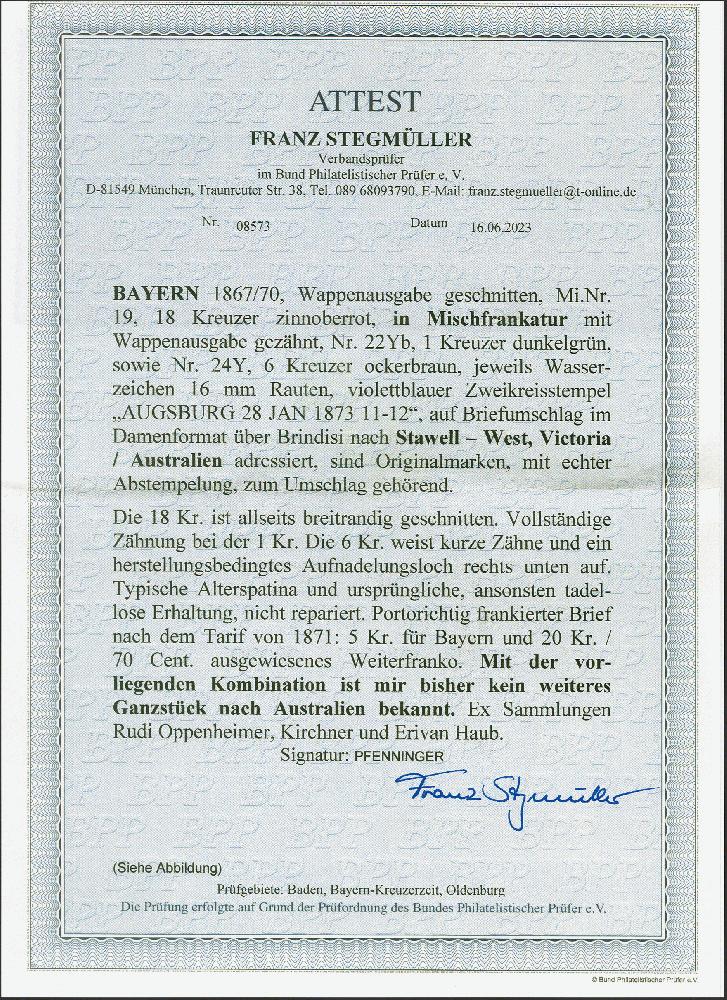 ATTEST
FRANZ STEGMÜLLER
Verbandsprüfer
im Bund Philatelistischer Prüfer e. V.
D-81549 München, Traunreuter Str. 38, Tel. 089 68093790, E-Mail: franz.stegmueller@t-online.de
Nr. 08573 Datum 16.06.2023
BAYERN 1867/70, Wappenausgabe geschnitten, Mi.Nr.
19, 18 Kreuzer zinnoberrot, in Mischfrankatur mit
Wappenausgabe gezähnt, Nr. 22Yb, 1 Kreuzer dunkelgrün,
sowie Nr. 24Y, 6 Kreuzer ockerbraun, jeweils Wasser-
zeichen 16 mm Rauten, violettblauer Zweikreisstempel
„AUGSBURG 28 JAN 1873 11-12“, auf Briefumschlag im
Damenformat über Brindisi nach Stawell – West, Victoria
/ Australien adressiert, sind Originalmarken, mit echter
Abstempelung, zum Umschlag gehörend.
Die 18 Kr. ist allseits breitrandig geschnitten. Vollständige
Zähnung bei der 1 Kr. Die 6 Kr. weist kurze Zähne und ein
herstellungsbedingtes Aufnadelungsloch rechts unten auf.
Typische Alterspatina und ursprüngliche, ansonsten tadel-
lose Erhaltung, nicht repariert. Portorichtig frankierter Brief
nach dem Tarif von 1871: 5 Kr. für Bayern und 20 Kr. /
70 Cent. ausgewiesenes Weiterfranko. Mit der vor-
liegenden Kombination ist mir bisher kein weiteres
Ganzstück nach Australien bekannt. Ex Sammlungen
Rudi Oppenheimer, Kirchner und Erivan Haub.
Signatur: PFENNINGER
Franz Stegmüller
(Siehe Abbildung)
Prüfgebiete: Baden, Bayern-Kreuzerzeit, Oldenburg
Die Prüfung erfolgte auf Grund der Prüfordnung des Bundes Philatelistischer Prüfer e.V.
© Bund Philatelistischer Prüfer e.V.